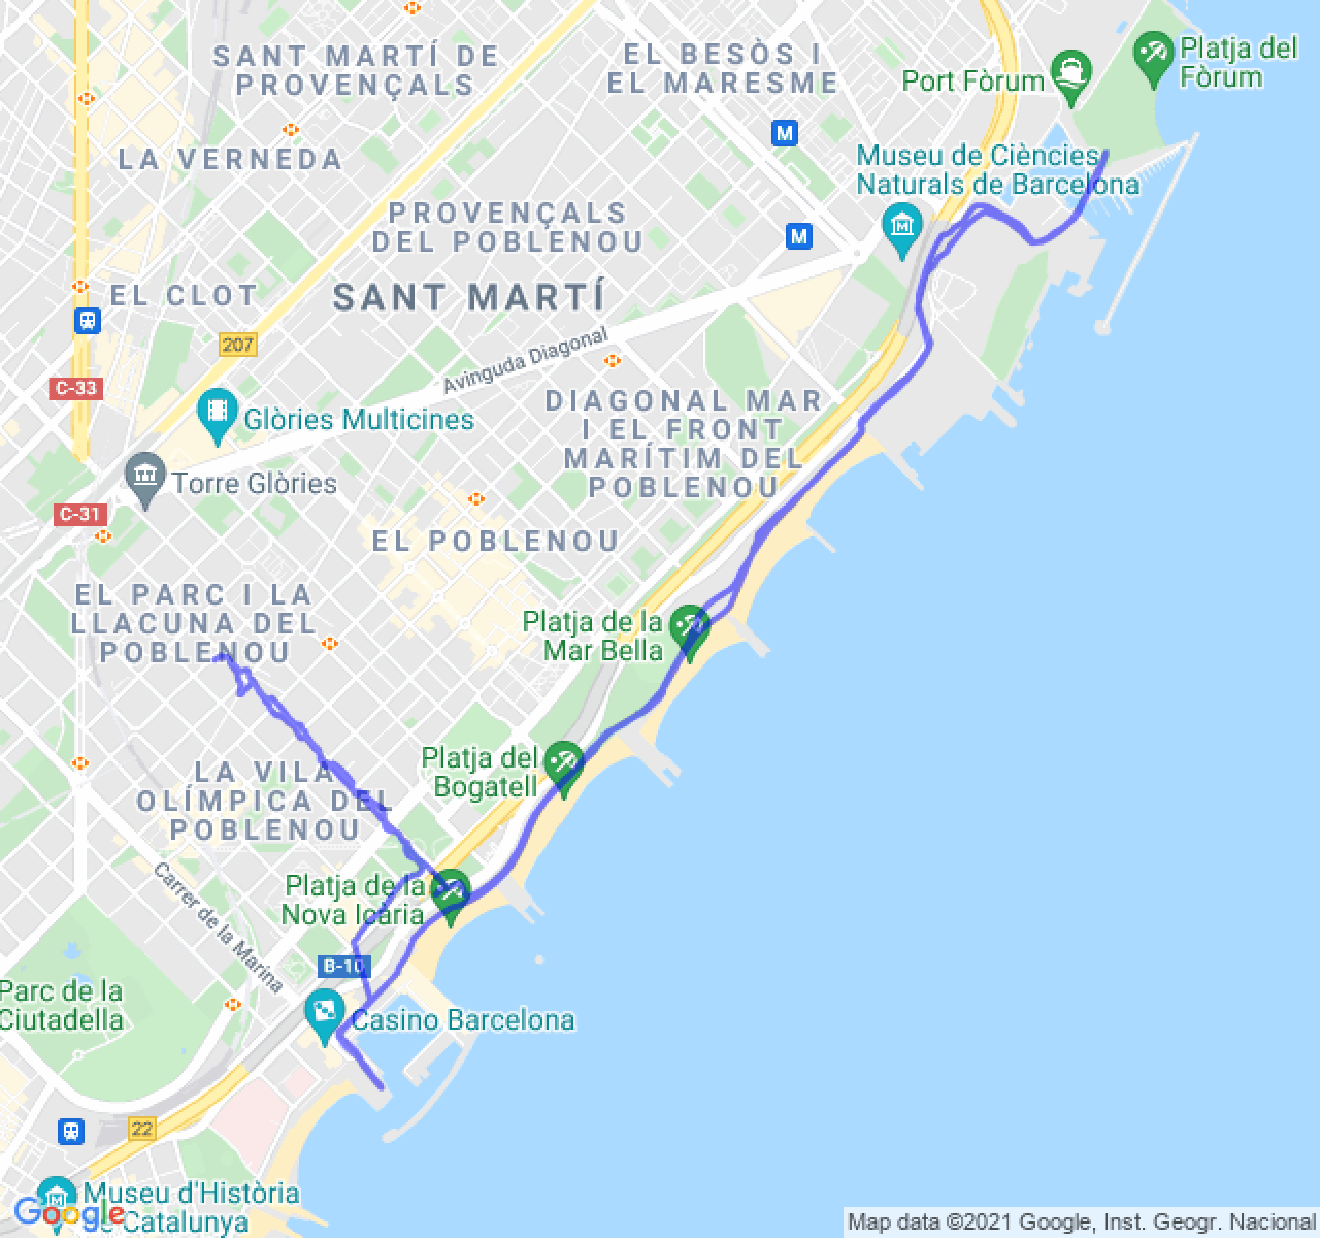 SANT MARTÍ DE
PROVENÇALS
EL BESÒS I
EL MARESME
Platja del
Fòrum
Port Fòrum
M
LA VERNEDA
Museu de Ciències
Naturals de Barcelona
PROVENÇALS
DEL POBLENOU
M
EL CLOT
SANT MARTÍ
207
Avinguda Diagonal
C-33
Glòries Multicines
DIAGONAL MAR
I EL FRONT
MARÍTIM DEL
POBLENOU
Torre Glòries
C-31
EL POBLENOU
EL PARC I LA
LLACUNA DEL
POBLENOU
Platja de la
Mar Bella
Platja del
Bogatell
LA VILA
OLÍMPICA DEL
POBLENOU
Carrer de la Marina
Platja de la
Nova Icària
B-10
Parc de la
Ciutadella
Casino Barcelona
22
Museu d'Història
de Catalunya
Google
Map data ©2021 Google, Inst. Geogr. Nacional